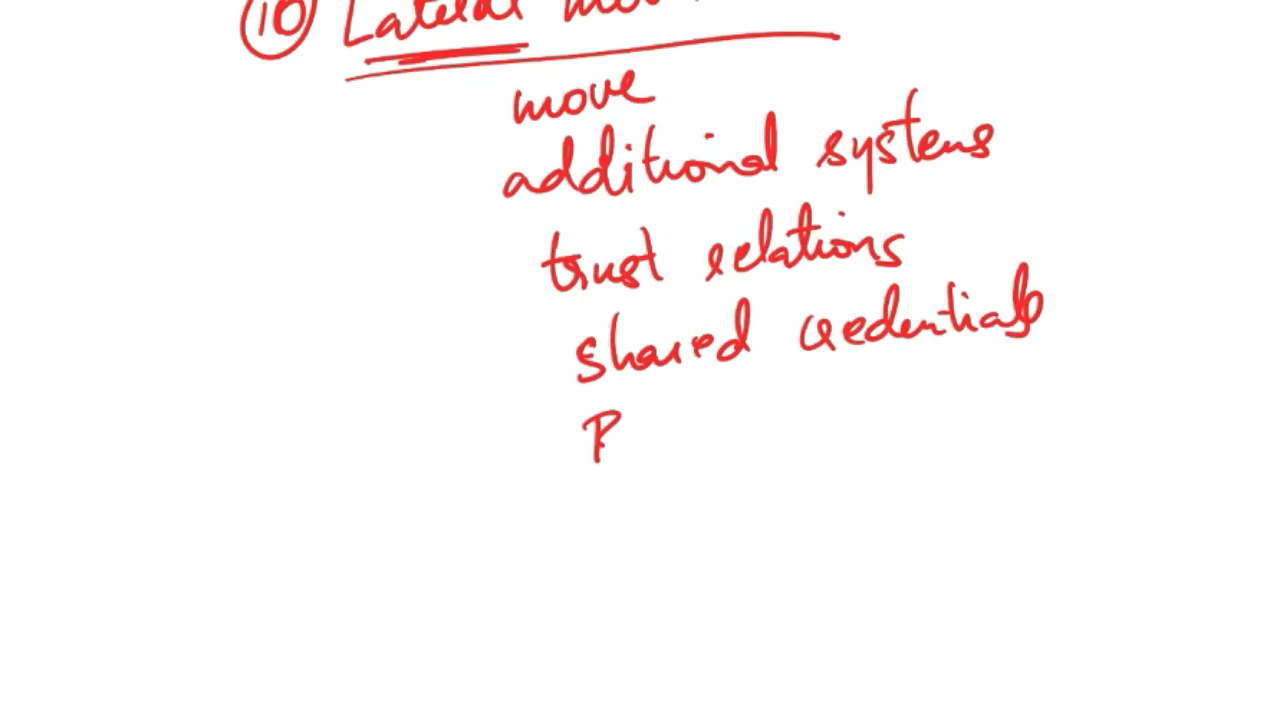 10 Lateral
move
additional systems
trust relations
shared credentials
P